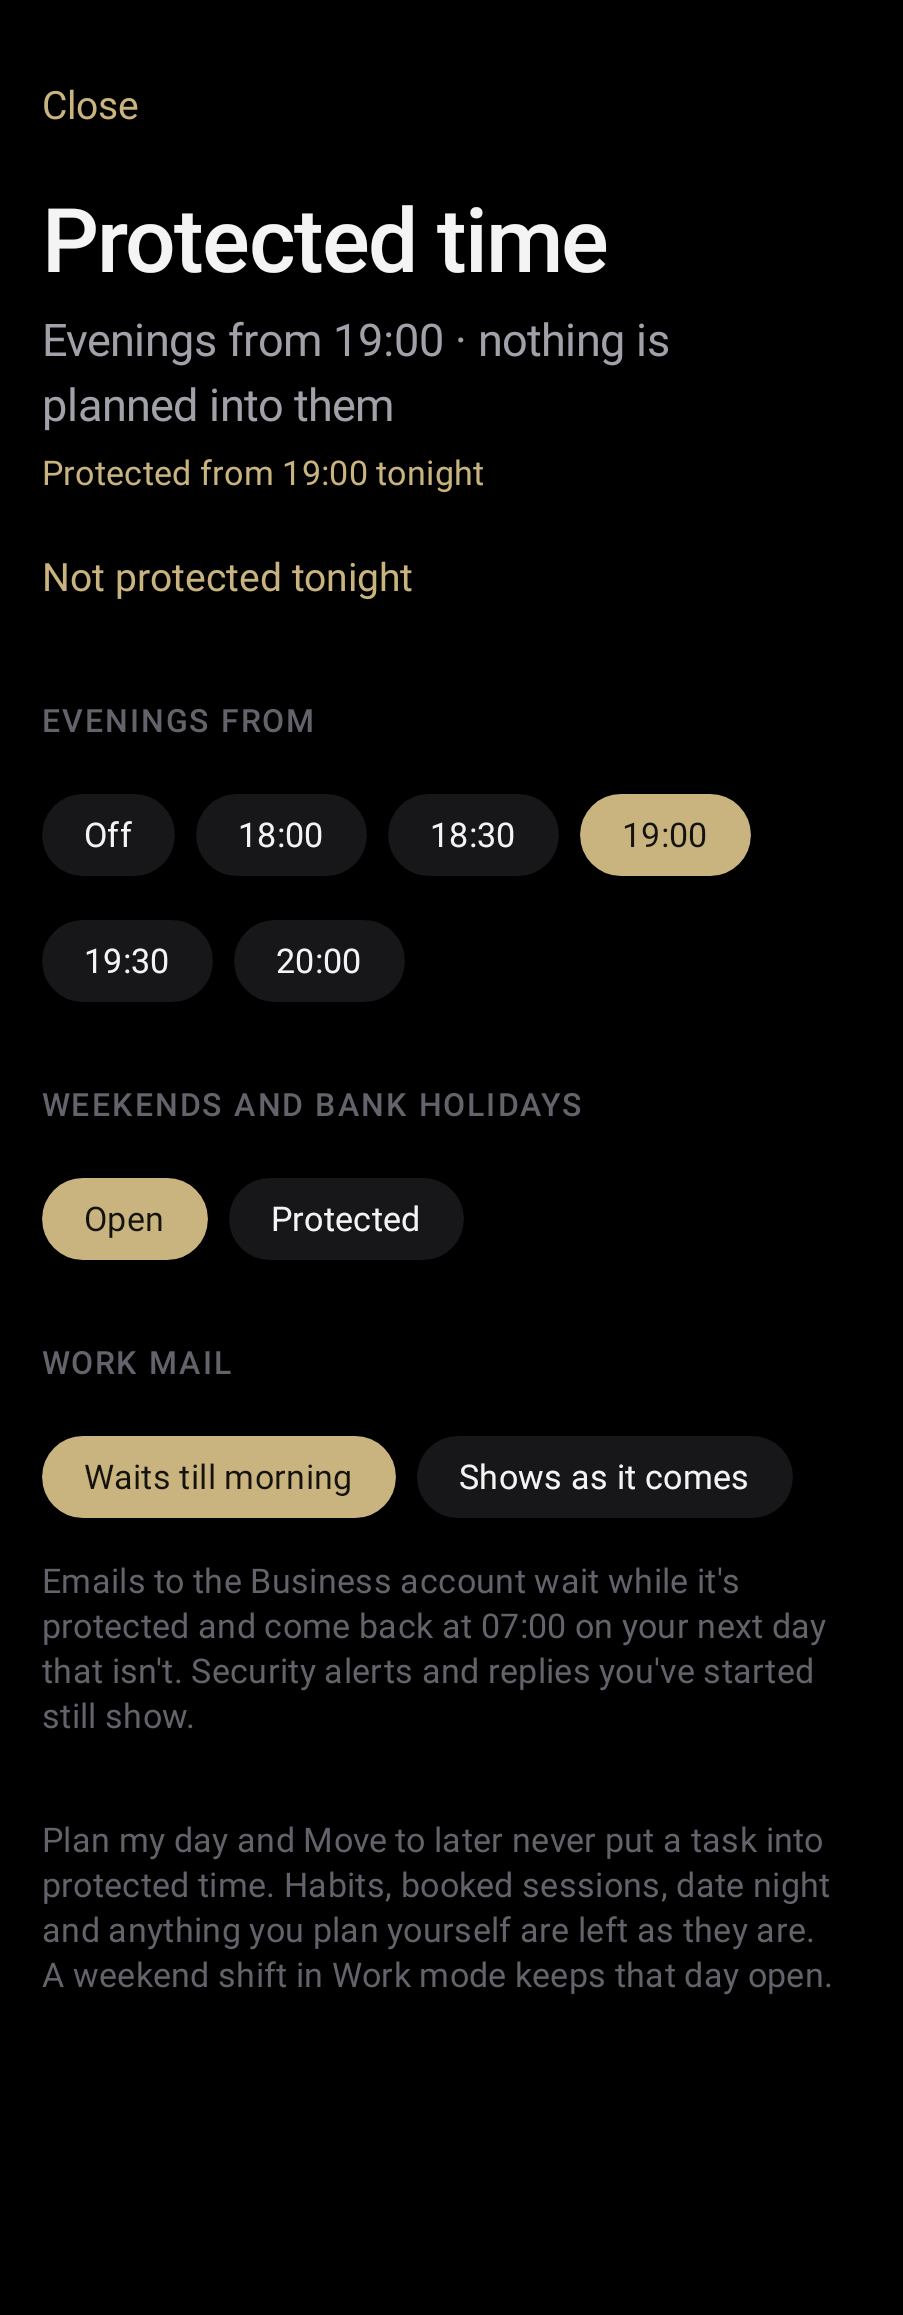 Close
Protected time
Evenings from 19:00 · nothing is
planned into them
Protected from 19:00 tonight
Not protected tonight
EVENINGS FROM
Off 18:00 18:30 19:00
19:30 20:00
WEEKENDS AND BANK HOLIDAYS
Open Protected
WORK MAIL
Waits till morning Shows as it comes
Emails to the Business account wait while it's
protected and come back at 07:00 on your next day
that isn't. Security alerts and replies you've started
still show.
Plan my day and Move to later never put a task into
protected time. Habits, booked sessions, date night
and anything you plan yourself are left as they are.
A weekend shift in Work mode keeps that day open.